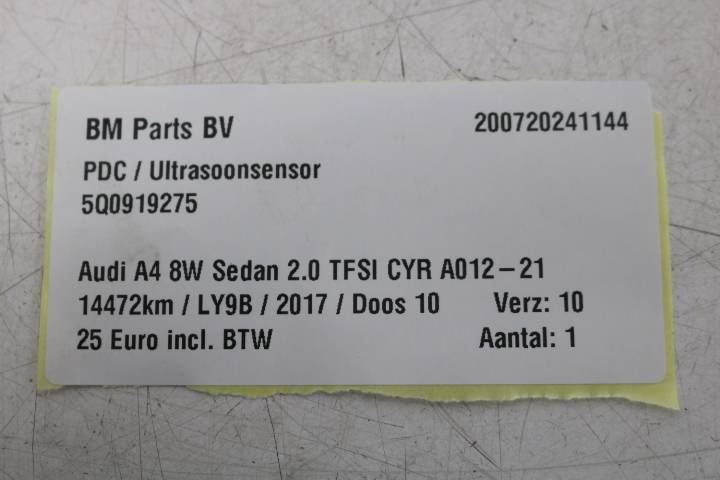 BM Parts BV 200720241144
PDC / Ultrasoonsensor
5Q0919275
Audi A4 8W Sedan 2.0 TFSI CYR A012-21
14472km / LY9B / 2017 / Doos 10 Verz: 10
25 Euro incl. BTW Aantal: 1